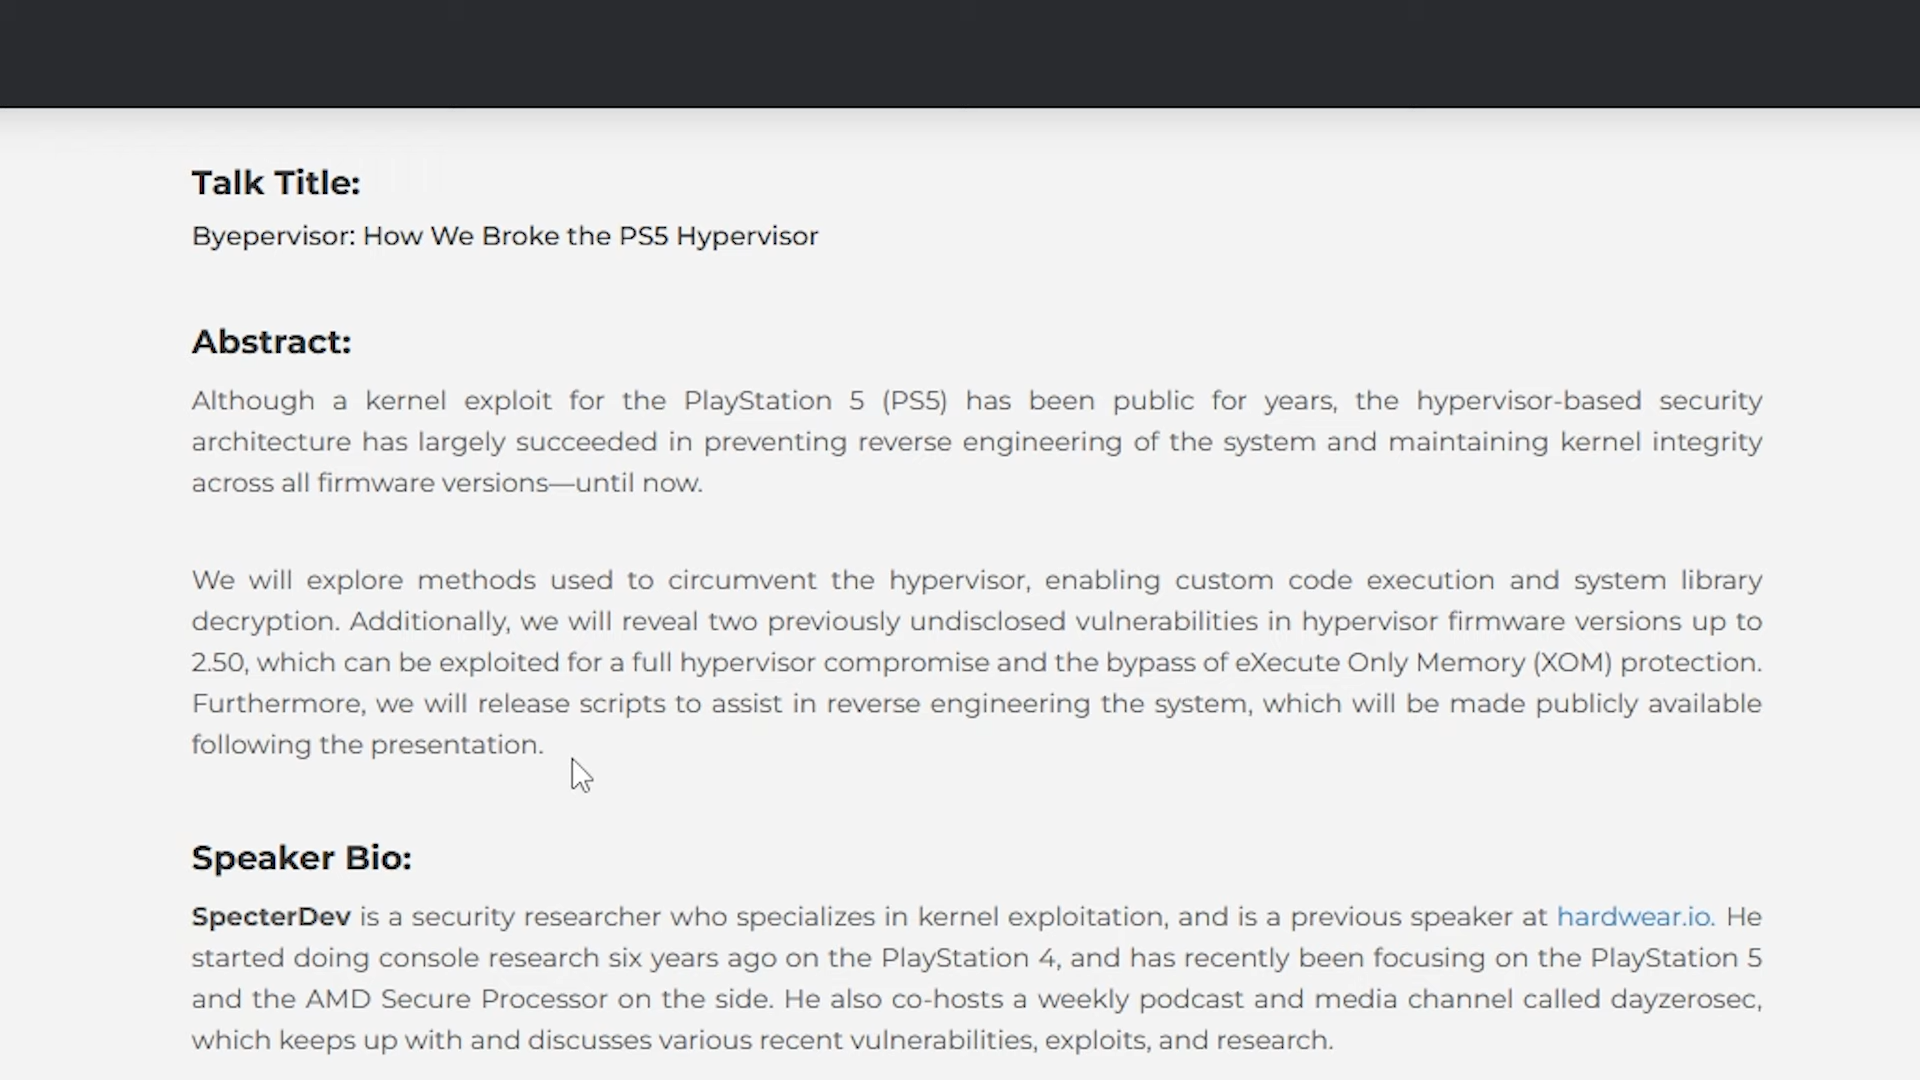 Talk Title:
Byepervisor: How We Broke the PS5 Hypervisor
Abstract:
Although a kernel exploit for the PlayStation 5 (PS5) has been public for years, the hypervisor-based security
architecture has largely succeeded in preventing reverse engineering of the system and maintaining kernel integrity
across all firmware versions—until now.
We will explore methods used to circumvent the hypervisor, enabling custom code execution and system library
decryption. Additionally, we will reveal two previously undisclosed vulnerabilities in hypervisor firmware versions up to
2.50, which can be exploited for a full hypervisor compromise and the bypass of eXecute Only Memory (XOM) protection.
Furthermore, we will release scripts to assist in reverse engineering the system, which will be made publicly available
following the presentation.
Speaker Bio:
SpecterDev is a security researcher who specializes in kernel exploitation, and is a previous speaker at hardwear.io. He
started doing console research six years ago on the PlayStation 4, and has recently been focusing on the PlayStation 5
and the AMD Secure Processor on the side. He also co-hosts a weekly podcast and media channel called dayzerosec,
which keeps up with and discusses various recent vulnerabilities, exploits, and research.